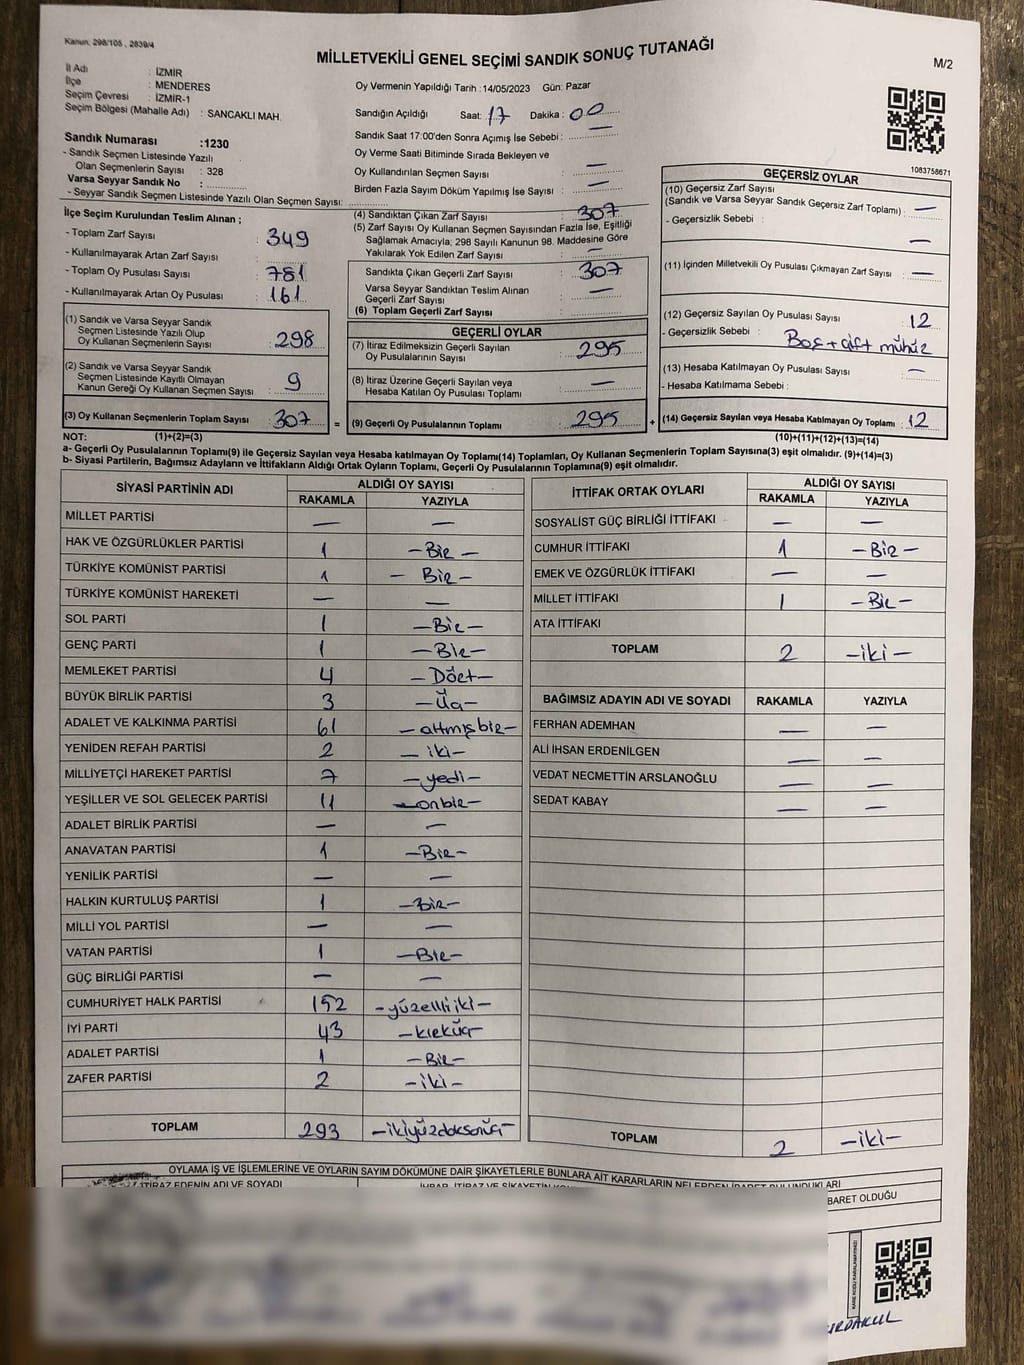 Kanun: 298/105 , 2839/4
MİLLETVEKİLİ GENEL SEÇİMİ SANDIK SONUÇ TUTANAĞI
M/2
İl Adı : İZMİR
İlçe : MENDERES
Seçim Çevresi : İZMİR-1
Seçim Bölgesi (Mahalle Adı) : SANCAKLI MAH.
Oy Vermenin Yapıldığı Tarih :14/05/2023 Gün: Pazar
Sandığın Açıldığı Saat: 17 Dakika: 00
Sandık Saat 17:00'den Sonra Açımış İse Sebebi : —
Oy Verme Saati Bitiminde Sırada Bekleyen ve
Oy Kullandırılan Seçmen Sayısı : —
Birden Fazla Sayım Döküm Yapılmış İse Sayısı : —
1083758671
Sandık Numarası :1230
- Sandık Seçmen Listesinde Yazılı
Olan Seçmenlerin Sayısı : 328
Varsa Seyyar Sandık No :
- Seyyar Sandık Seçmen Listesinde Yazılı Olan Seçmen Sayısı:
İlçe Seçim Kurulundan Teslim Alınan ;
- Toplam Zarf Sayısı : 349
- Kullanılmayarak Artan Zarf Sayısı :
- Toplam Oy Pusulası Sayısı : 781
- Kullanılmayarak Artan Oy Pusulası : 161
(1) Sandık ve Varsa Seyyar Sandık
Seçmen Listesinde Yazılı Olup
Oy Kullanan Seçmenlerin Sayısı : 298
(2) Sandık ve Varsa Seyyar Sandık
Seçmen Listesinde Kayıtlı Olmayan
Kanun Gereği Oy Kullanan Seçmen Sayısı : 9
(3) Oy Kullanan Seçmenlerin Toplam Sayısı : 307 =
(4) Sandıktan Çıkan Zarf Sayısı : 307
(5) Zarf Sayısı Oy Kullanan Seçmen Sayısından Fazla İse, Eşitliği
Sağlamak Amacıyla; 298 Sayılı Kanunun 98. Maddesine Göre
Yakılarak Yok Edilen Zarf Sayısı : —
Sandıkta Çıkan Geçerli Zarf Sayısı : 307
Varsa Seyyar Sandıktan Teslim Alınan
Geçerli Zarf Sayısı : —
(6) Toplam Geçerli Zarf Sayısı :
GEÇERLİ OYLAR
(7) İtiraz Edilmeksizin Geçerli Sayılan
Oy Pusulalarının Sayısı : 295
(8) İtiraz Üzerine Geçerli Sayılan veya
Hesaba Katılan Oy Pusulası Toplamı : —
(9) Geçerli Oy Pusulalarının Toplamı : 295 +
GEÇERSİZ OYLAR
(10) Geçersiz Zarf Sayısı
(Sandık ve Varsa Seyyar Sandık Geçersiz Zarf Toplamı) : —
- Geçersizlik Sebebi : —
(11) İçinden Milletvekili Oy Pusulası Çıkmayan Zarf Sayısı : —
(12) Geçersiz Sayılan Oy Pusulası Sayısı : 12
- Geçersizlik Sebebi : Boş + çift mühür
(13) Hesaba Katılmayan Oy Pusulası Sayısı : —
- Hesaba Katılmama Sebebi :
(14) Geçersiz Sayılan veya Hesaba Katılmayan Oy Toplamı : 12
NOT: (1)+(2)=(3) (10)+(11)+(12)+(13)=(14)
a- Geçerli Oy Pusulalarının Toplamı(9) ile Geçersiz Sayılan veya Hesaba katılmayan Oy Toplamı(14) Toplamları, Oy Kullanan Seçmenlerin Toplam Sayısına(3) eşit olmalıdır. (9)+(14)=(3)
b- Siyasi Partilerin, Bağımsız Adayların ve İttifakların Aldığı Ortak Oyların Toplamı, Geçerli Oy Pusulalarının Toplamına(9) eşit olmalıdır.
SİYASİ PARTİNİN ADI ALDIĞI OY SAYISI
RAKAMLA YAZIYLA
MİLLET PARTİSİ — —
HAK VE ÖZGÜRLÜKLER PARTİSİ 1 -Bir-
TÜRKİYE KOMÜNİST PARTİSİ 1 -Bir-
TÜRKİYE KOMÜNİST HAREKETİ — —
SOL PARTİ 1 -Bir-
GENÇ PARTİ 1 -Bir-
MEMLEKET PARTİSİ 4 -Dört-
BÜYÜK BİRLİK PARTİSİ 3 -Üç-
ADALET VE KALKINMA PARTİSİ 61 -altmışbir-
YENİDEN REFAH PARTİSİ 2 -iki-
MİLLİYETÇİ HAREKET PARTİSİ 7 -yedi-
YEŞİLLER VE SOL GELECEK PARTİSİ 11 -onbir-
ADALET BİRLİK PARTİSİ — —
ANAVATAN PARTİSİ 1 -Bir-
YENİLİK PARTİSİ — —
HALKIN KURTULUŞ PARTİSİ 1 -Bir-
MİLLİ YOL PARTİSİ — —
VATAN PARTİSİ 1 -Bir-
GÜÇ BİRLİĞİ PARTİSİ — —
CUMHURİYET HALK PARTİSİ 152 -yüzelliiki-
İYİ PARTİ 43 -kırküç-
ADALET PARTİSİ 1 -Bir-
ZAFER PARTİSİ 2 -iki-
TOPLAM 293 -ikiyüzdoksanüç-
İTTİFAK ORTAK OYLARI ALDIĞI OY SAYISI
RAKAMLA YAZIYLA
SOSYALİST GÜÇ BİRLİĞİ İTTİFAKI — —
CUMHUR İTTİFAKI 1 -Bir-
EMEK VE ÖZGÜRLÜK İTTİFAKI — —
MİLLET İTTİFAKI 1 -Bir-
ATA İTTİFAKI
TOPLAM 2 -iki-
BAĞIMSIZ ADAYIN ADI VE SOYADI RAKAMLA YAZIYLA
FERHAN ADEMHAN — —
ALİ İHSAN ERDENİLGEN — —
VEDAT NECMETTİN ARSLANOĞLU — —
SEDAT KABAY — —
TOPLAM 2 -iki-
OYLAMA İŞ VE İŞLEMLERİNE VE OYLARIN SAYIM DÖKÜMÜNE DAİR ŞİKAYETLERLE BUNLARA AİT KARARLARIN NELERDEN İBARET BULUNDUKLARI
İTİRAZ EDENİN ADI VE SOYADI
BARET OLDUĞU